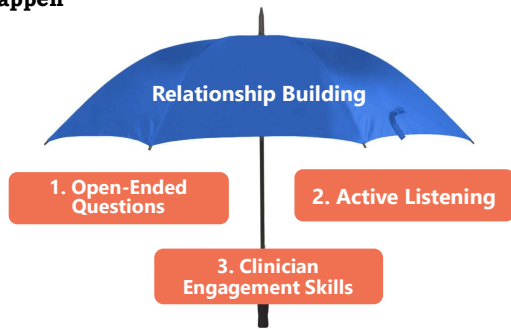 appen
Relationship Building
1. Open-Ended
Questions
2. Active Listening
3. Clinician
Engagement Skills